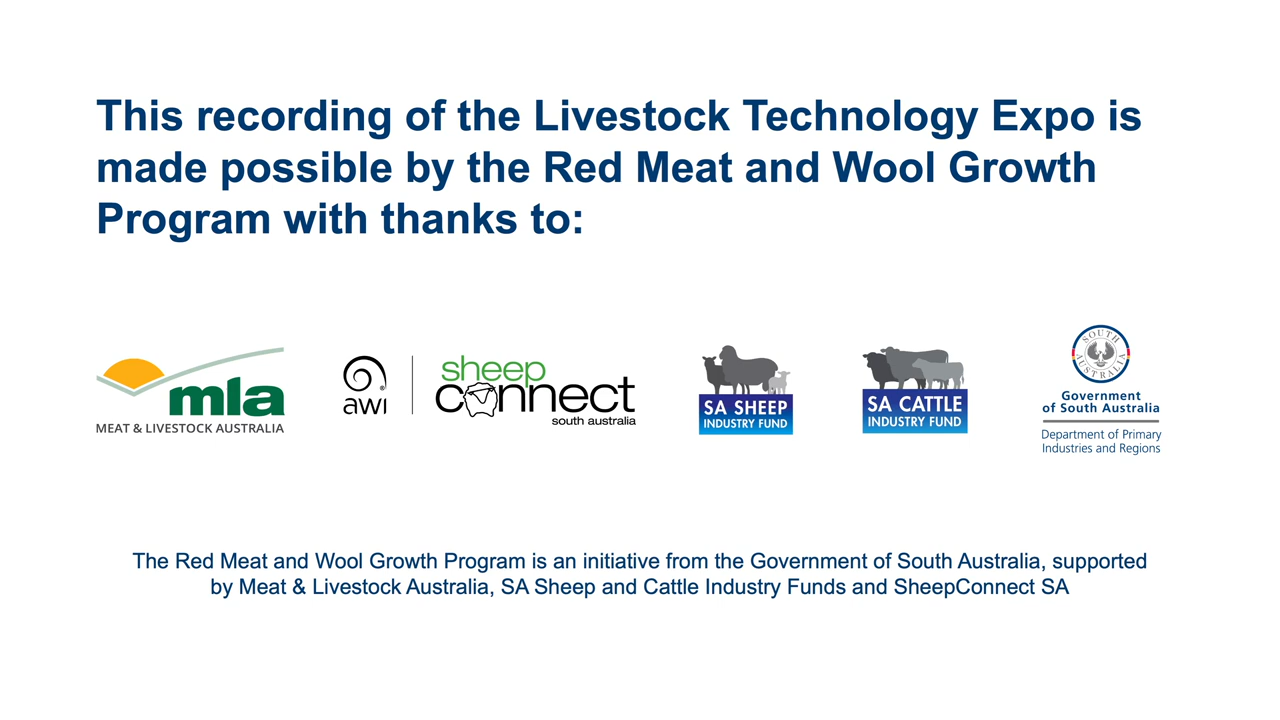 This recording of the Livestock Technology Expo is
made possible by the Red Meat and Wool Growth
Program with thanks to:
mla
MEAT & LIVESTOCK AUSTRALIA
awi
sheep
connect
south australia
SA SHEEP
INDUSTRY FUND
SA CATTLE
INDUSTRY FUND
SOUTH
AUSTRALIA
Government
of South Australia
Department of Primary
Industries and Regions
The Red Meat and Wool Growth Program is an initiative from the Government of South Australia, supported
by Meat & Livestock Australia, SA Sheep and Cattle Industry Funds and SheepConnect SA